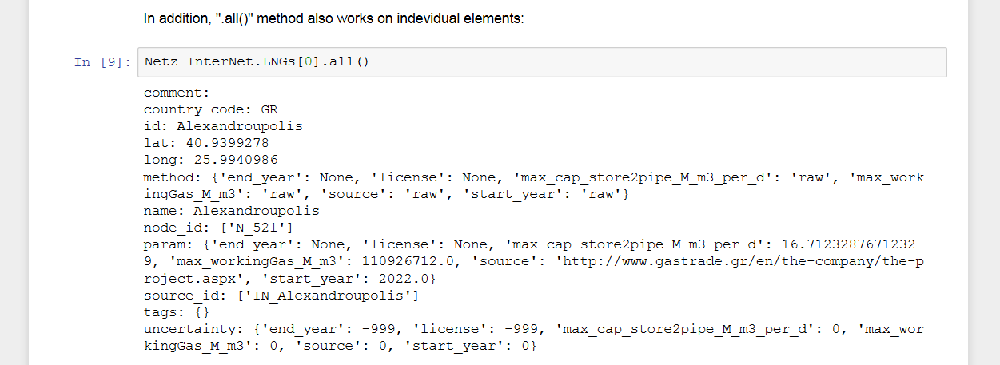 In addition, ".all()" method also works on indevidual elements:
In [9]: Netz_InterNet.LNGs[0].all()
comment:
country_code: GR
id: Alexandroupolis
lat: 40.9399278
long: 25.9940986
method: {'end_year': None, 'license': None, 'max_cap_store2pipe_M_m3_per_d': 'raw', 'max_work
ingGas_M_m3': 'raw', 'source': 'raw', 'start_year': 'raw'}
name: Alexandroupolis
node_id: ['N_521']
param: {'end_year': None, 'license': None, 'max_cap_store2pipe_M_m3_per_d': 16.7123287671232
9, 'max_workingGas_M_m3': 110926712.0, 'source': 'http://www.gastrade.gr/en/the-company/the-p
roject.aspx', 'start_year': 2022.0}
source_id: ['IN_Alexandroupolis']
tags: {}
uncertainty: {'end_year': -999, 'license': -999, 'max_cap_store2pipe_M_m3_per_d': 0, 'max_wor
kingGas_M_m3': 0, 'source': 0, 'start_year': 0}